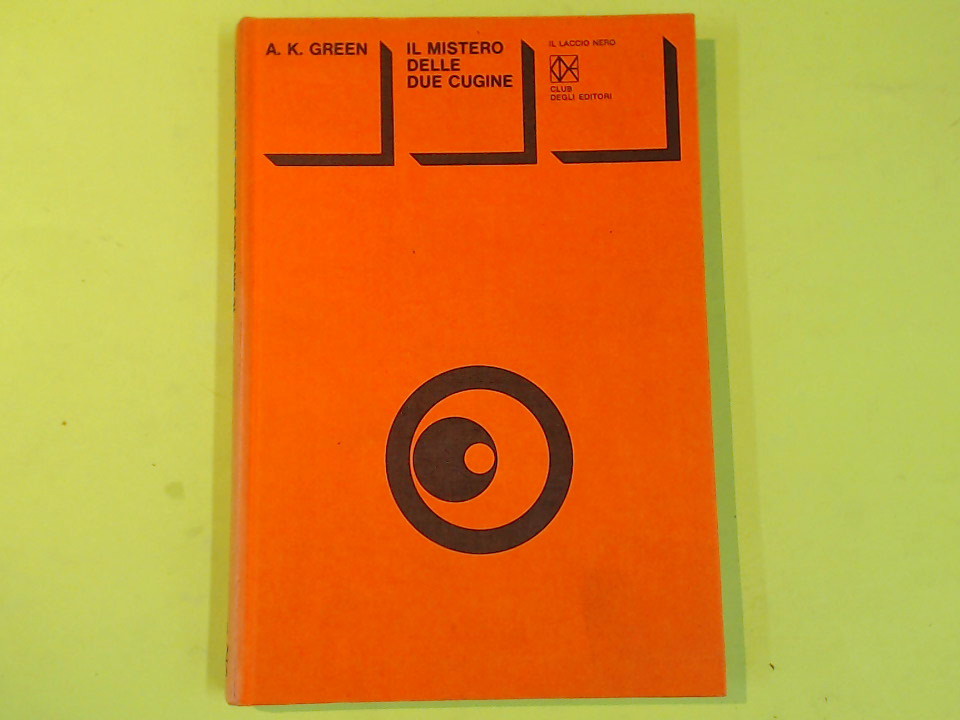 A. K. GREEN
IL MISTERO
DELLE
DUE CUGINE
IL LACCIO NERO
CLUB
DEGLI EDITORI